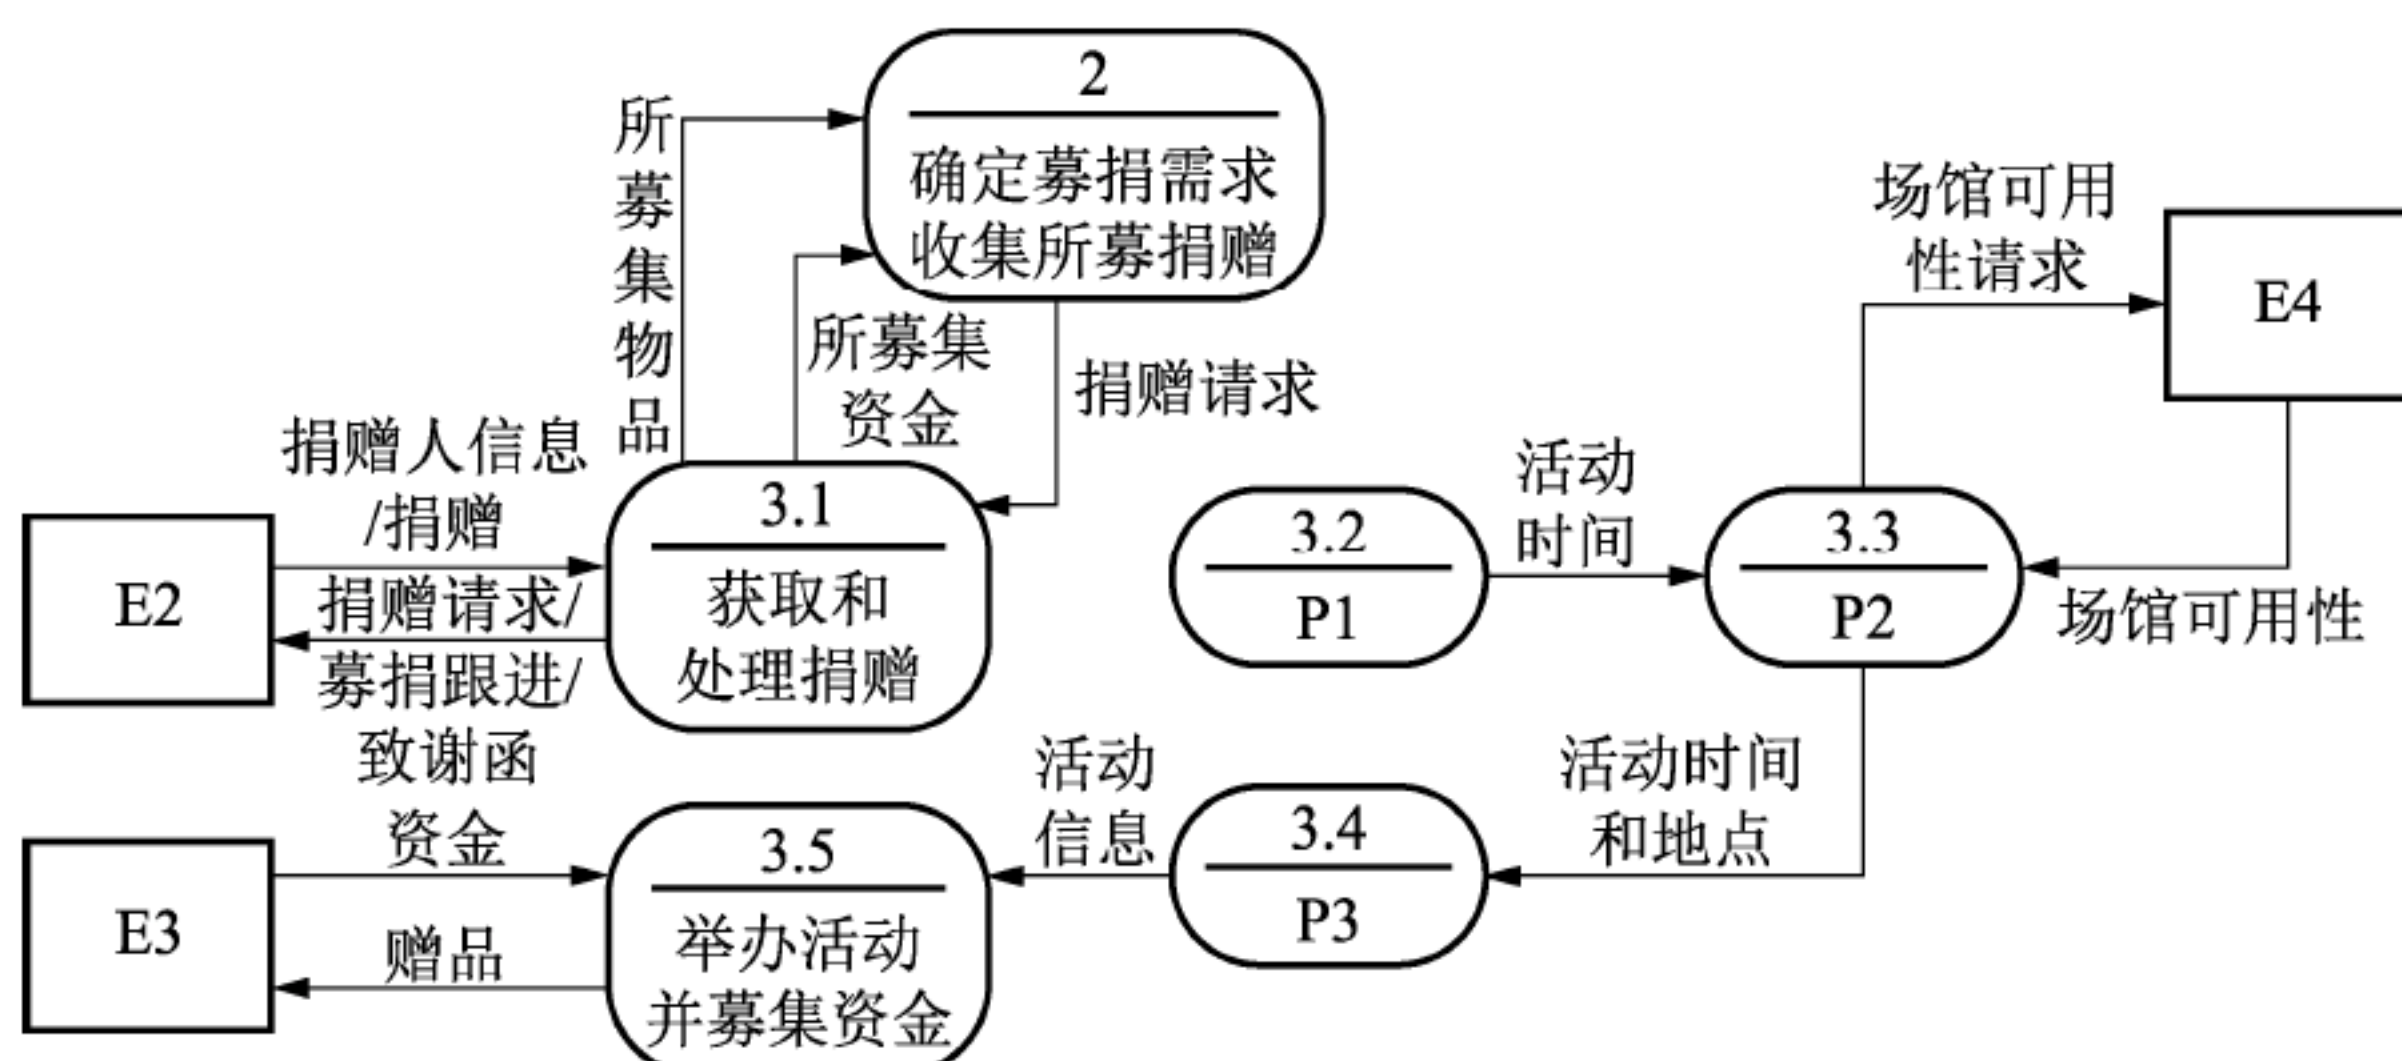 2
确定募捐需求
收集所募捐赠
所募集物品
所募集
资金
捐赠请求
场馆可用
性请求
E4
场馆可用性
捐赠人信息
/捐赠
E2
捐赠请求/
募捐跟进/
致谢函
3.1
获取和
处理捐赠
3.2
P1
活动
时间
3.3
P2
活动时间
和地点
3.4
P3
活动
信息
3.5
举办活动
并募集资金
资金
E3
赠品